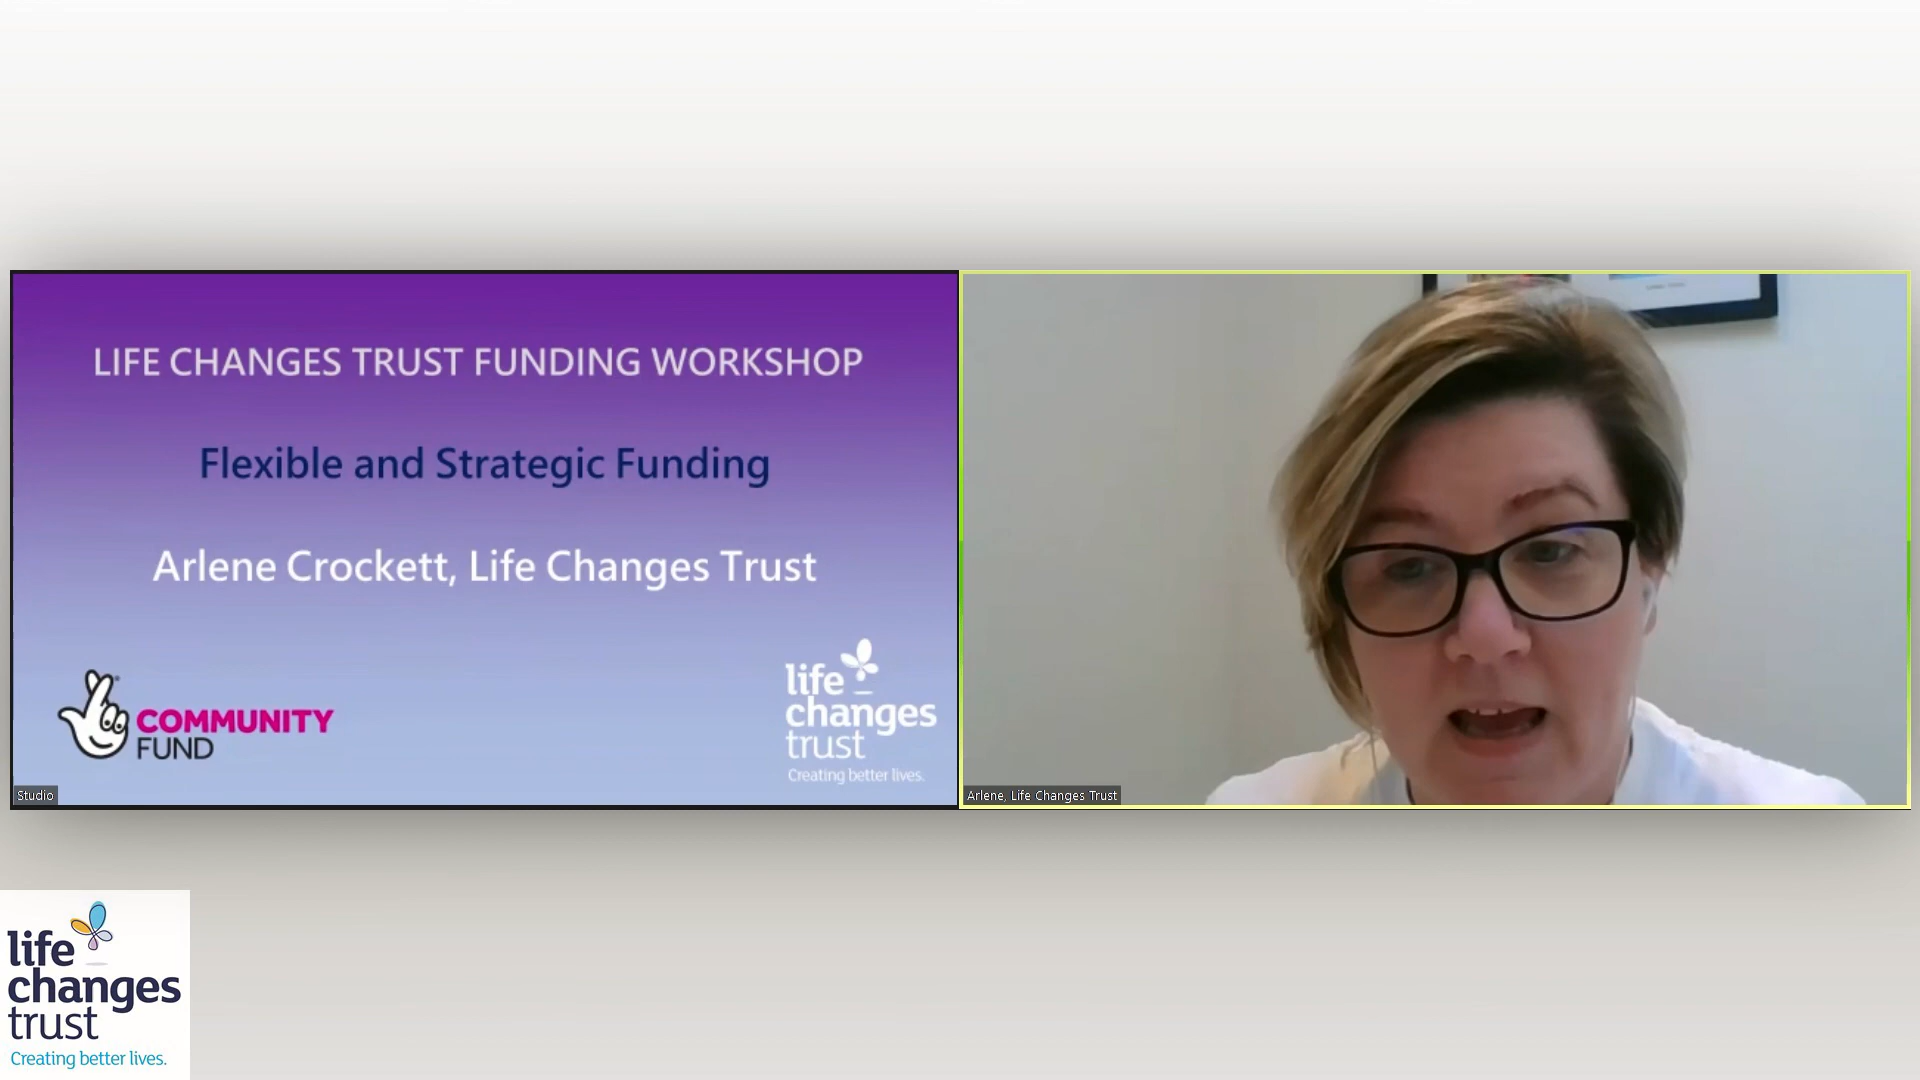 LIFE CHANGES TRUST FUNDING WORKSHOP
Flexible and Strategic Funding
Arlene Crockett, Life Changes Trust
COMMUNITY
FUND
life
changes
trust
Creating better lives.
Studio
Arlene, Life Changes Trust
life
changes
trust
Creating better lives.